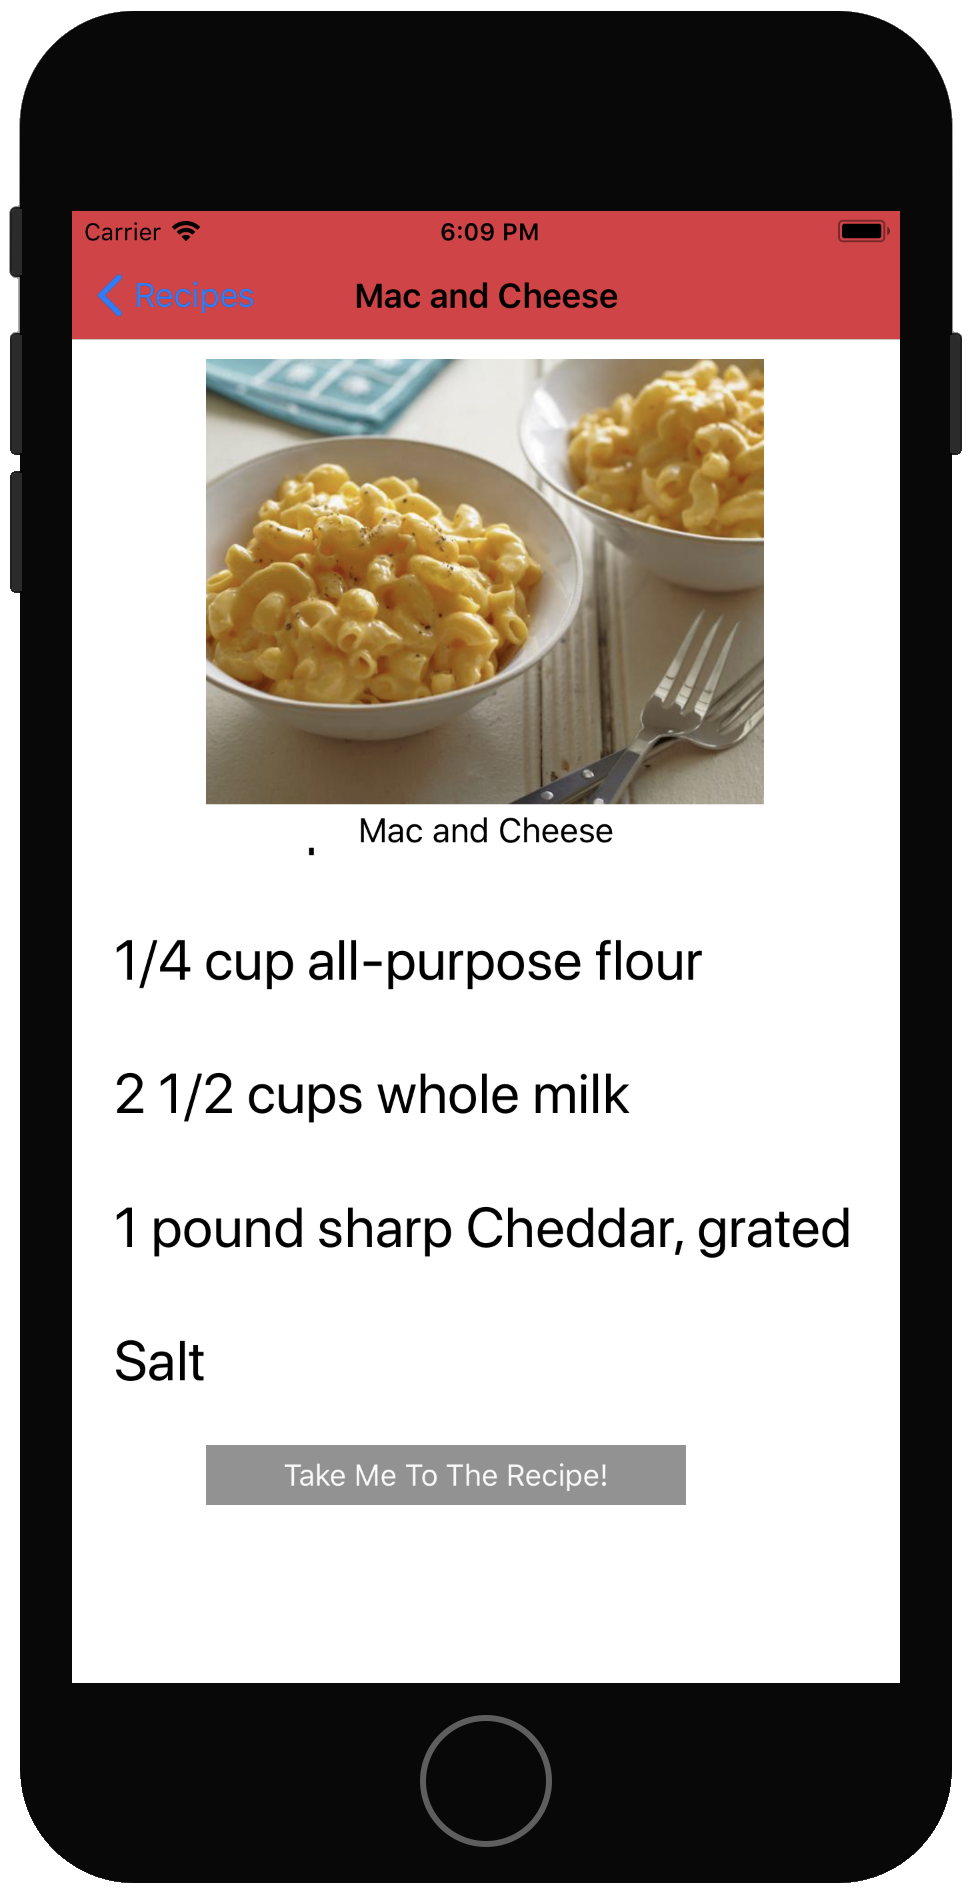 Carrier 6:09 PM
Recipes Mac and Cheese
Mac and Cheese
1/4 cup all-purpose flour
2 1/2 cups whole milk
1 pound sharp Cheddar, grated
Salt
Take Me To The Recipe!